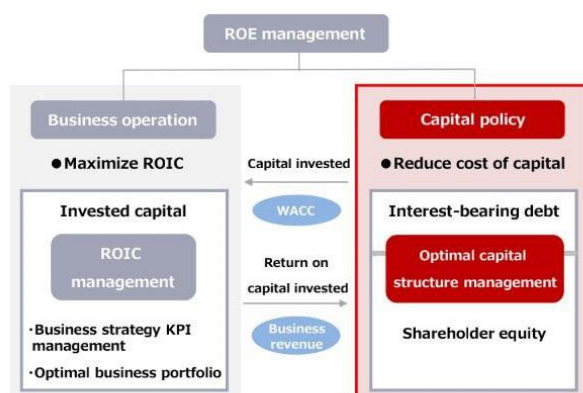 ROE management
Business operation
●Maximize ROIC
Invested capital
ROIC
management
・Business strategy KPI
management
・Optimal business portfolio
Capital invested
WACC
Return on
capital invested
Business
revenue
Capital policy
●Reduce cost of capital
Interest-bearing debt
Optimal capital
structure management
Shareholder equity